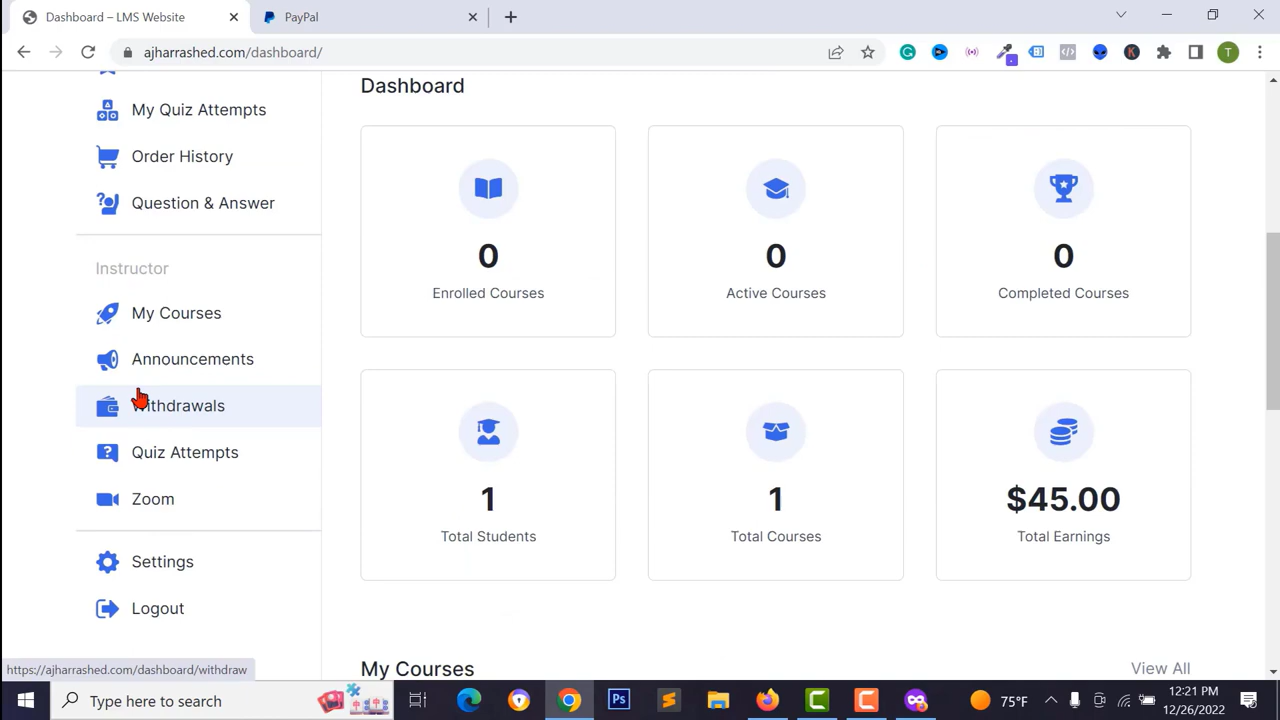 Dashboard – LMS Website
PayPal
ajharrashed.com/dashboard/
T
My Quiz Attempts
Order History
Question & Answer
Instructor
My Courses
Announcements
Withdrawals
Quiz Attempts
Zoom
Settings
Logout
Dashboard
0
Enrolled Courses
0
Active Courses
0
Completed Courses
1
Total Students
1
Total Courses
$45.00
Total Earnings
My Courses
View All
https://ajharrashed.com/dashboard/withdraw
Type here to search
Ps
75°F
12:21 PM
12/26/2022